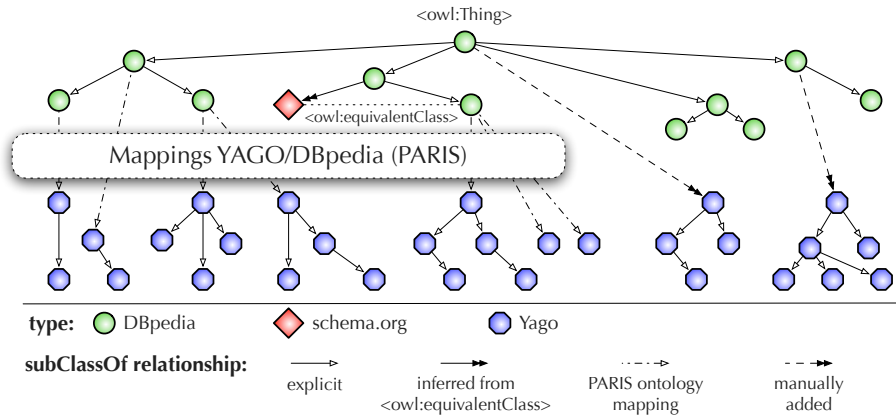 <owl:Thing>
<owl:equivalentClass>
Mappings YAGO/DBpedia (PARIS)
type: DBpedia schema.org Yago
subClassOf relationship:
explicit
inferred from
<owl:equivalentClass>
PARIS ontology
mapping
manually
added